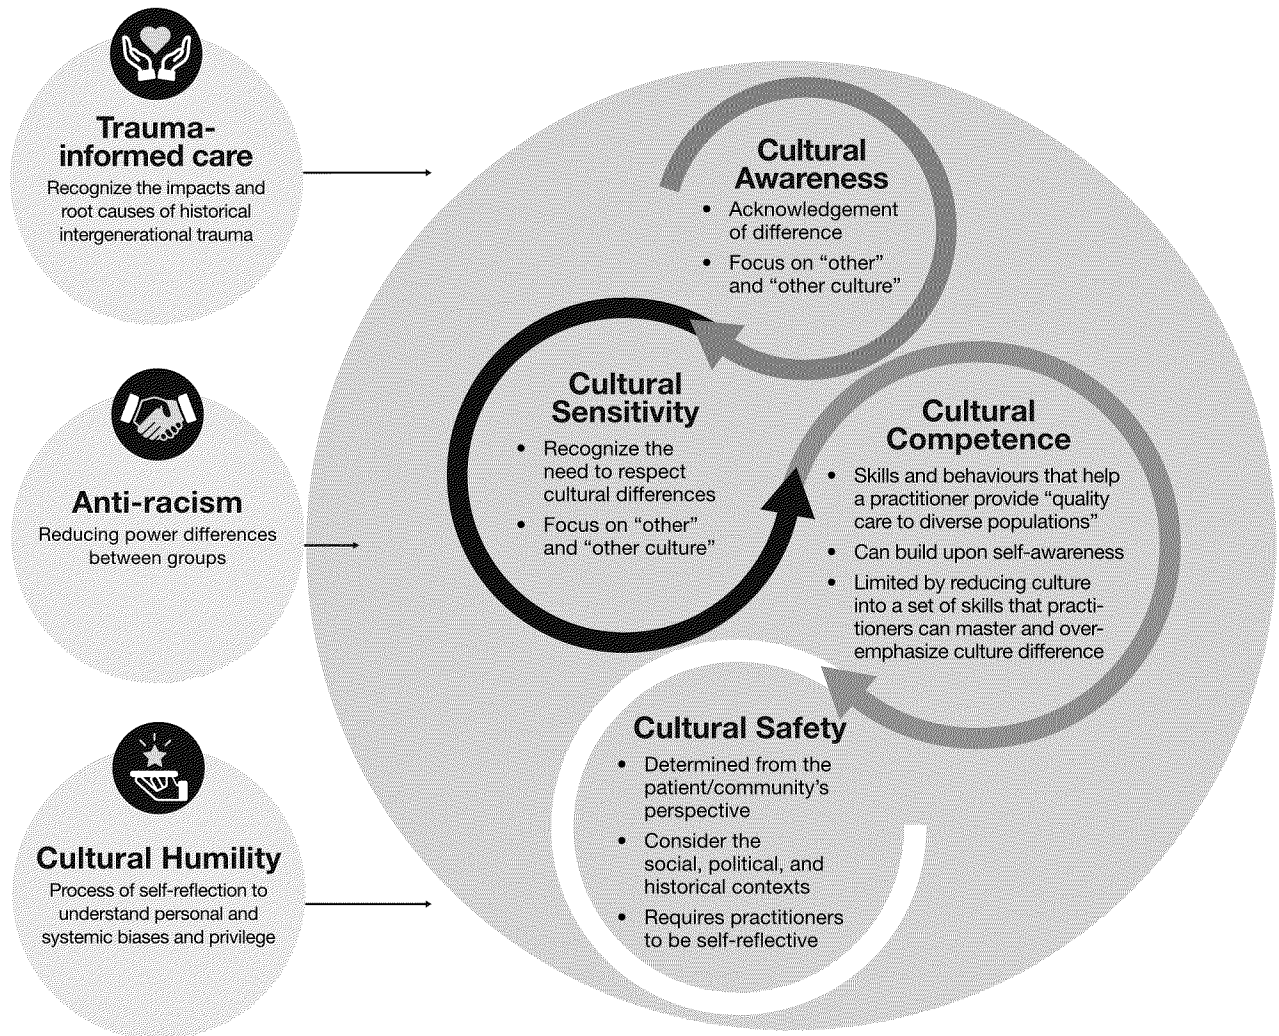 Trauma-
informed care
Recognize the impacts and
root causes of historical
intergenerational trauma
Anti-racism
Reducing power differences
between groups
Cultural Humility
Process of self-reflection to
understand personal and
systemic biases and privilege
Cultural
Awareness
• Acknowledgement
of difference
• Focus on “other”
and “other culture”
Cultural
Sensitivity
• Recognize the
need to respect
cultural differences
• Focus on “other”
and “other culture”
Cultural
Competence
• Skills and behaviours that help
a practitioner provide “quality
care to diverse populations”
• Can build upon self-awareness
• Limited by reducing culture
into a set of skills that practi-
tioners can master and over-
emphasize culture difference
Cultural Safety
• Determined from the
patient/community’s
perspective
• Consider the
social, political, and
historical contexts
• Requires practitioners
to be self-reflective